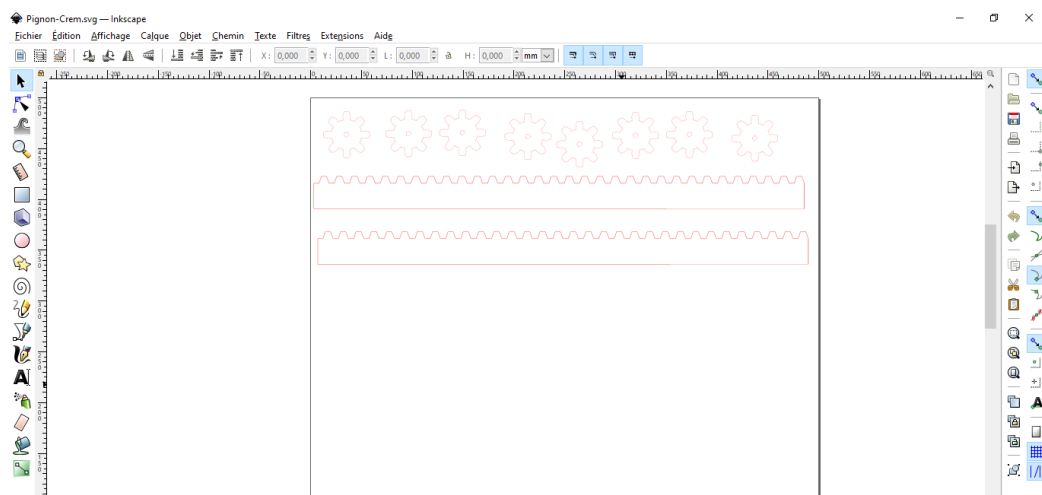 Pignon-Crem.svg — Inkscape
Fichier Édition Affichage Calque Objet Chemin Texte Filtres Extensions Aide
X: 0,000 Y: 0,000 L: 0,000 H: 0,000 mm